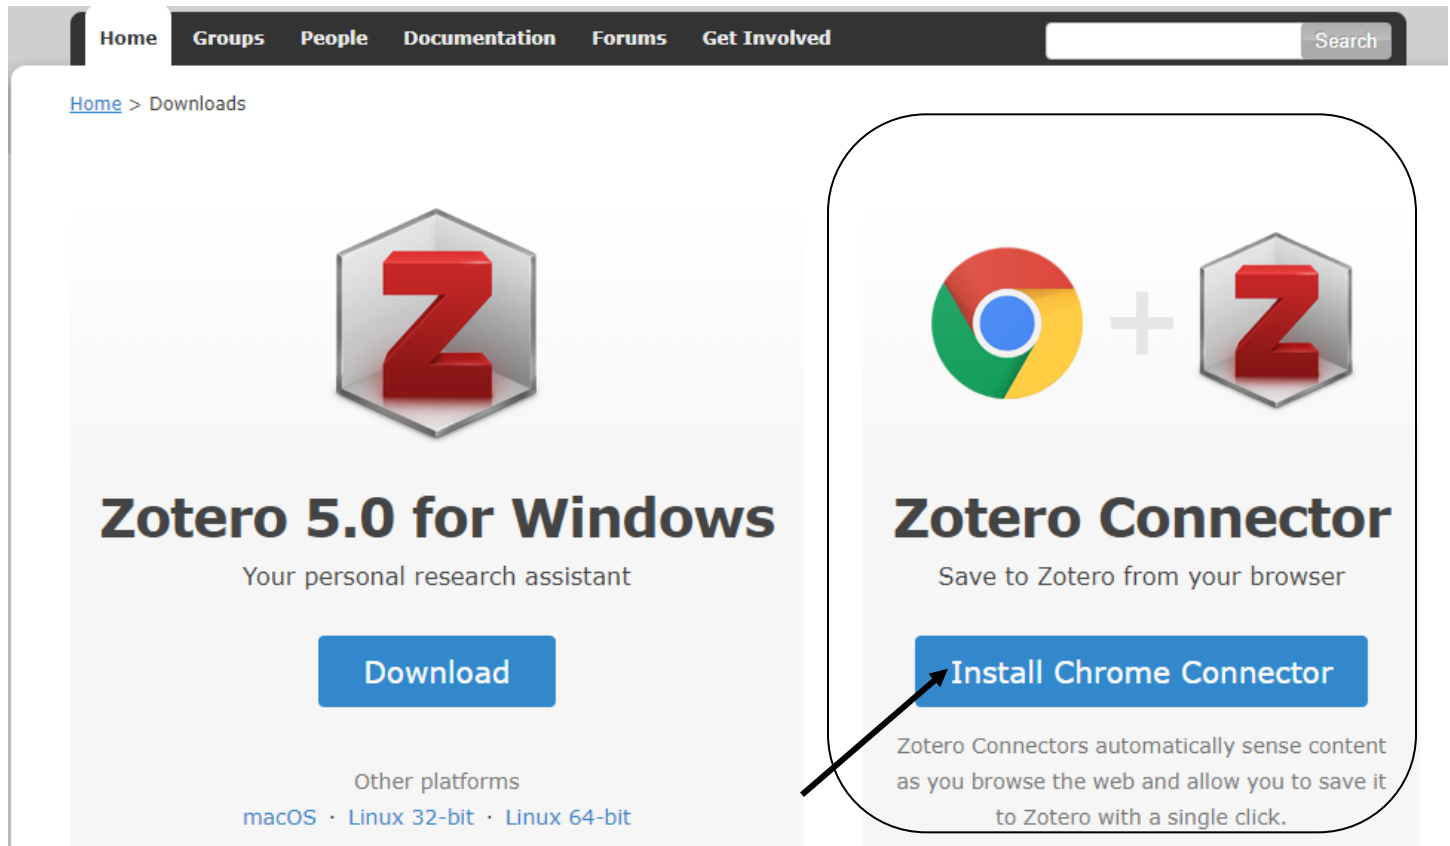 Home Groups People Documentation Forums Get Involved Search
Home > Downloads
Z
Z
Zotero 5.0 for Windows
Your personal research assistant
Download
Other platforms
macOS · Linux 32-bit · Linux 64-bit
Zotero Connector
Save to Zotero from your browser
Install Chrome Connector
Zotero Connectors automatically sense content
as you browse the web and allow you to save it
to Zotero with a single click.